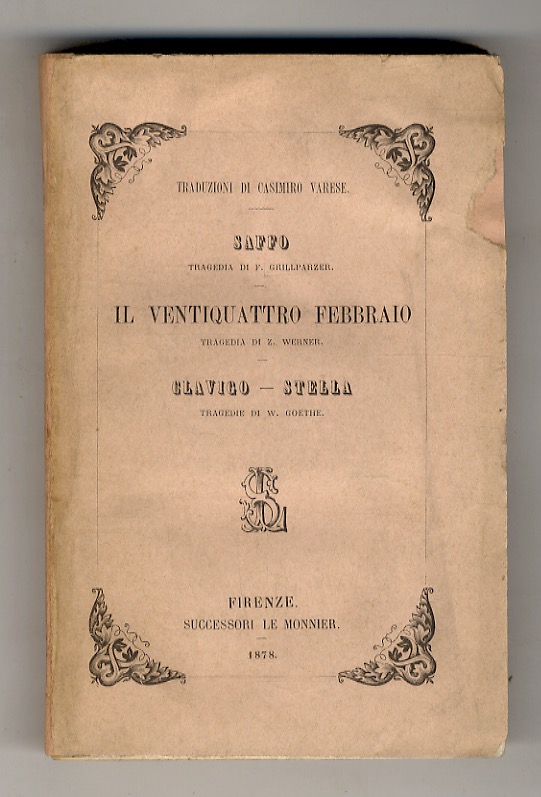 TRADUZIONI DI CASIMIRO VARESE.
SAFFO
TRAGEDIA DI F. GRILLPARZER.
IL VENTIQUATTRO FEBBRAIO
TRAGEDIA DI Z. WERNER.
CLAVIGO — STELLA
TRAGEDIE DI W. GOETHE.
FIRENZE.
SUCCESSORI LE MONNIER.
1878.